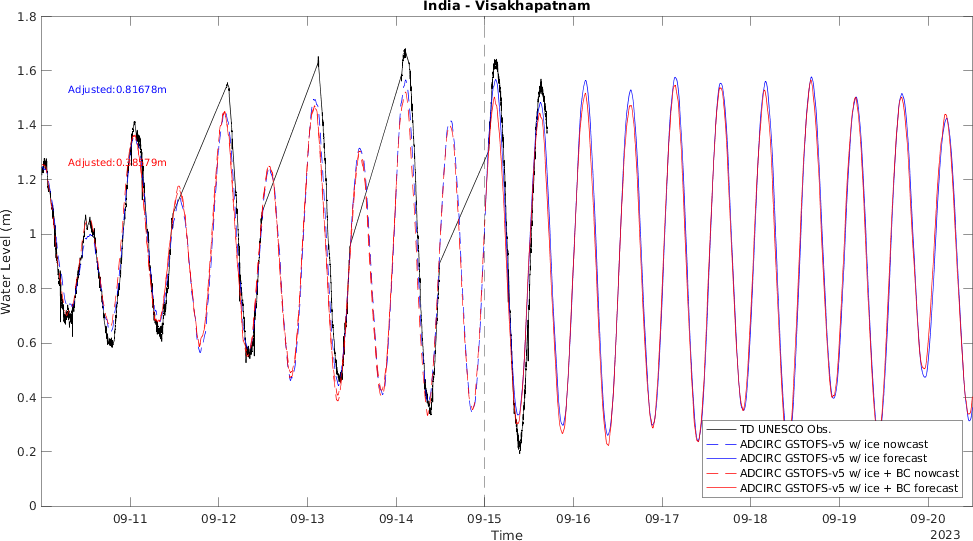 India - Visakhapatnam
1.8
1.6
1.4
1.2
1
0.8
0.6
0.4
0.2
0
Water Level (m)
Adjusted:0.81678m
TD UNESCO Obs.
ADCIRC GSTOFS-v5 w/ ice nowcast
ADCIRC GSTOFS-v5 w/ ice forecast
ADCIRC GSTOFS-v5 w/ ice + BC nowcast
ADCIRC GSTOFS-v5 w/ ice + BC forecast
09-11 09-12 09-13 09-14 09-15 09-16 09-17 09-18 09-19 09-20
Time
2023